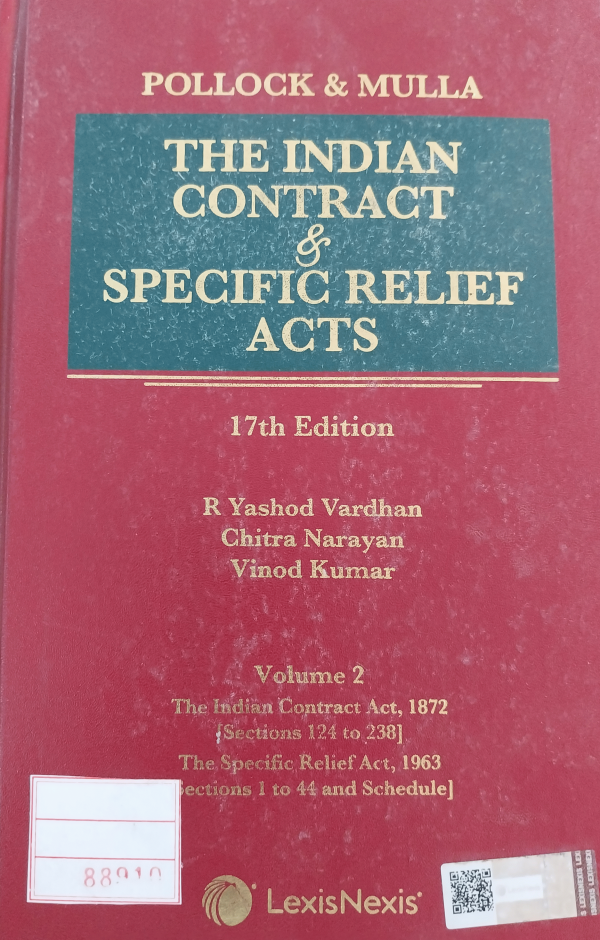 POLLOCK & MULLA
THE INDIAN
CONTRACT
&
SPECIFIC RELIEF
ACTS
17th Edition
R Yashod Vardhan
Chitra Narayan
Vinod Kumar
Volume 2
The Indian Contract Act, 1872
[Sections 124 to 238]
The Specific Relief Act, 1963
ections 1 to 44 and Schedule]
LexisNexis